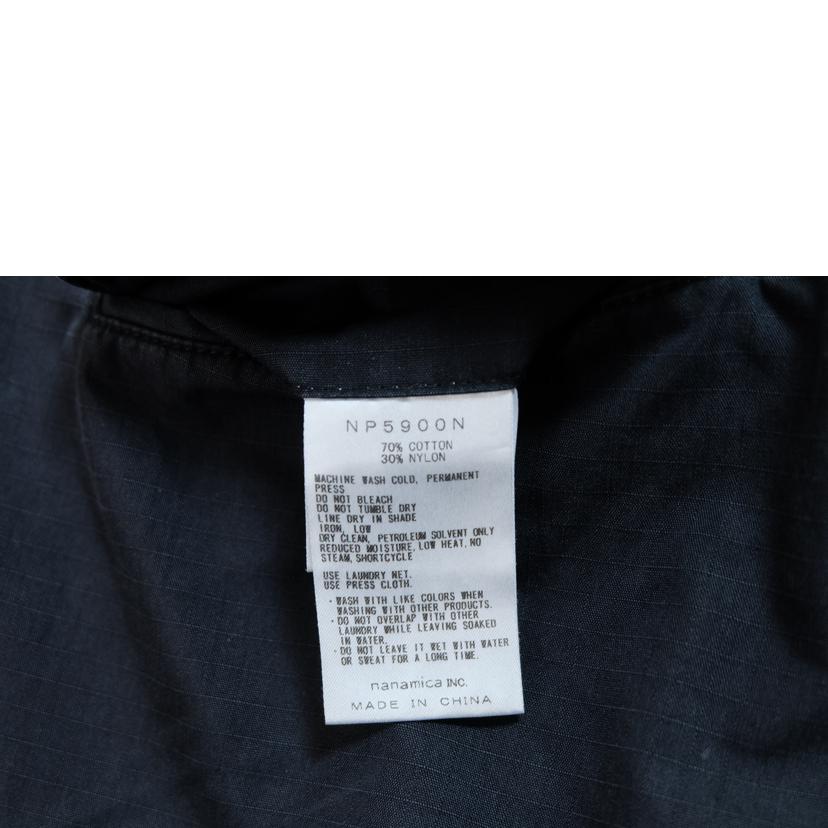 NP5900N
70% COTTON
30% NYLON
MACHINE WASH COLD, PERMANENT
PRESS
DO NOT BLEACH
DO NOT TUMBLE DRY
LINE DRY IN SHADE
IRON, LOW
DRY CLEAN, PETROLEUM SOLVENT ONLY
REDUCED MOISTURE, LOW HEAT, NO
STEAM, SHORTCYCLE
USE LAUNDRY NET.
USE PRESS CLOTH.
・WASH WITH LIKE COLORS WHEN
WASHING WITH OTHER PRODUCTS.
・DO NOT OVERLAP WITH OTHER
LAUNDRY WHILE LEAVING SOAKED
IN WATER.
・DO NOT LEAVE IT WET WITH WATER
OR SWEAT FOR A LONG TIME.
nanamica INC.
MADE IN CHINA